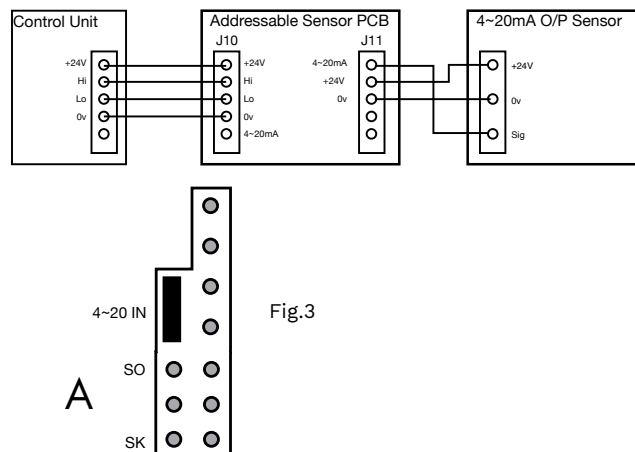 Control Unit
+24V
Hi
Lo
0v
Addressable Sensor PCB
J10
+24V
Hi
Lo
0v
4~20mA
J11
4~20mA
+24V
0v
4~20mA O/P Sensor
+24V
0v
Sig
4~20 IN
Fig.3
SO
A
SK